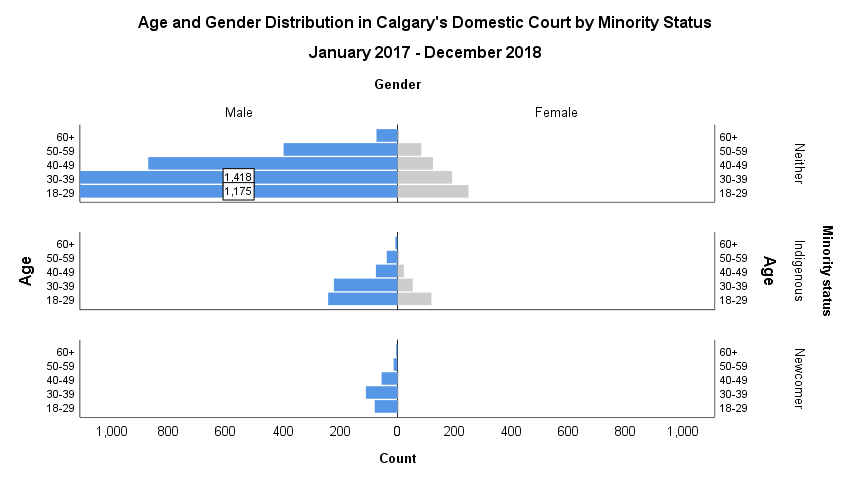 Age and Gender Distribution in Calgary's Domestic Court by Minority Status
January 2017 - December 2018
Gender
Male Female
60+ 60+
50-59 50-59
40-49 40-49
30-39 1,418 30-39
18-29 1,175 18-29
Neither
60+ 60+
50-59 50-59
40-49 40-49
30-39 30-39
18-29 18-29
Indigenous
Age Age
Minority status
60+ 60+
50-59 50-59
40-49 40-49
30-39 30-39
18-29 18-29
Newcomer
1,000 800 600 400 200 0 200 400 600 800 1,000
Count